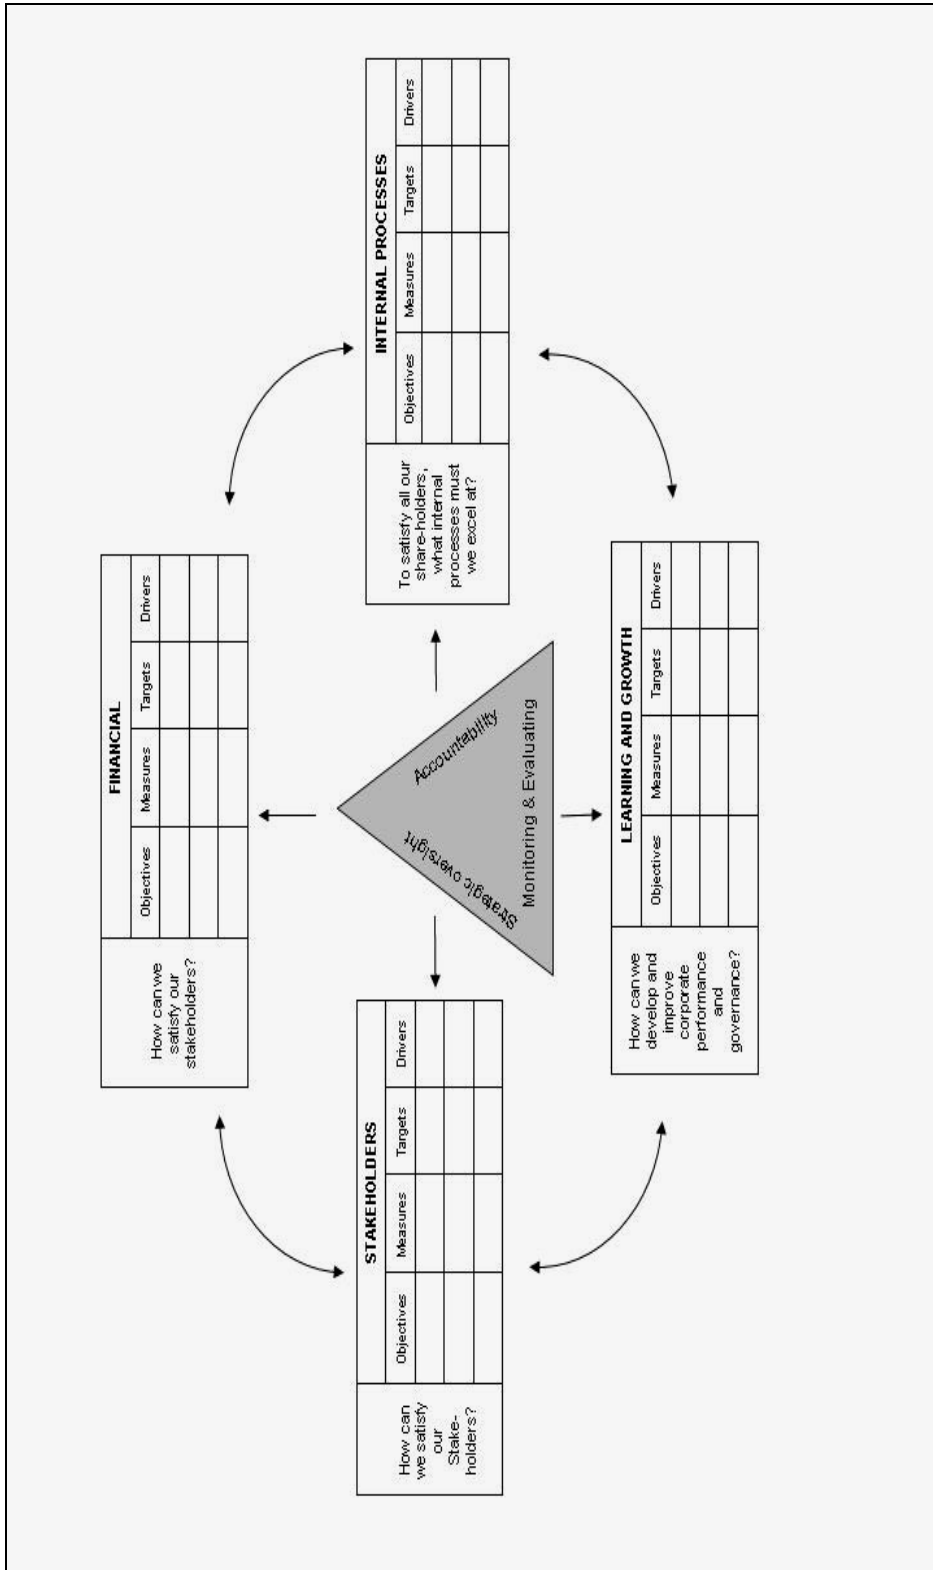 FINANCIAL
How can we
satisfy our
stakeholders?
Objectives Measures Targets Drivers
STAKEHOLDERS
How can
we satisfy
our
Stake-
holders?
Objectives Measures Targets Drivers
Strategic oversight
Accountability
Monitoring & Evaluating
INTERNAL PROCESSES
To satisfy all our
share-holders,
what internal
processes must
we excel at?
Objectives Measures Targets Drivers
LEARNING AND GROWTH
How can we
develop and
improve
corporate
performance
and
governance?
Objectives Measures Targets Drivers